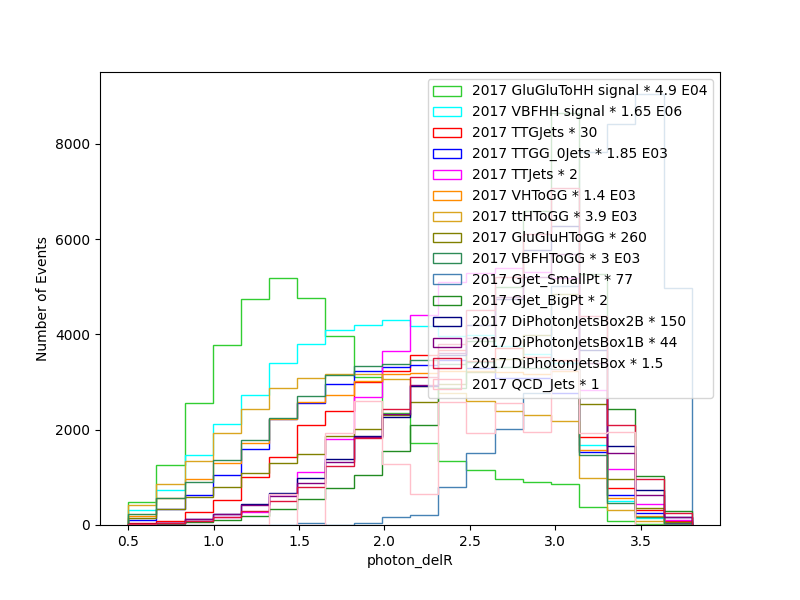 2017 GluGluToHH signal * 4.9 E04
2017 VBFHH signal * 1.65 E06
2017 TTGJets * 30
2017 TTGG_0Jets * 1.85 E03
2017 TTJets * 2
2017 VHToGG * 1.4 E03
2017 ttHToGG * 3.9 E03
2017 GluGluHToGG * 260
2017 VBFHToGG * 3 E03
2017 GJet_SmallPt * 77
2017 GJet_BigPt * 2
2017 DiPhotonJetsBox2B * 150
2017 DiPhotonJetsBox1B * 44
2017 DiPhotonJetsBox * 1.5
2017 QCD_Jets * 1
8000
6000
4000
2000
0
Number of Events
0.5 1.0 1.5 2.0 2.5 3.0 3.5
photon_delR